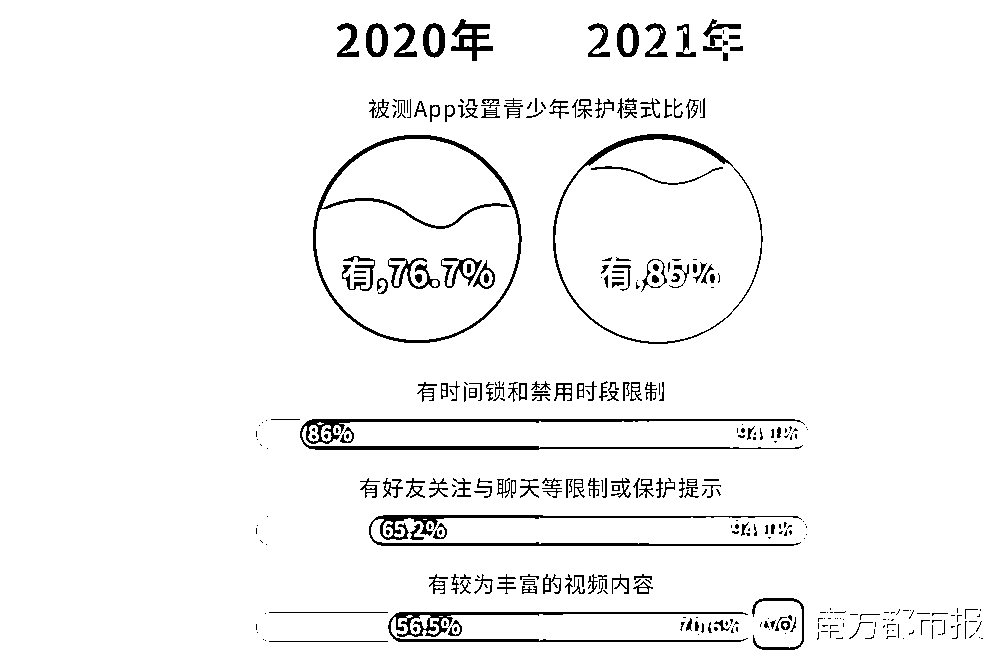 2020年 2021年
被测App设置青少年保护模式比例
有,76.7% 有,85%
有时间锁和禁用时段限制
86% 94.1%
有好友关注与聊天等限制或保护提示
65.2% 94.1%
有较为丰富的视频内容
56.5% 70.6%
南方都市报